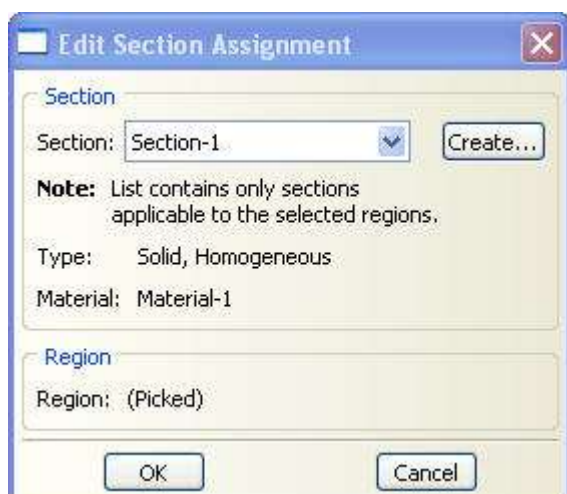 Edit Section Assignment
Section
Section: Section-1 Create...
Note: List contains only sections
applicable to the selected regions.
Type: Solid, Homogeneous
Material: Material-1
Region
Region: (Picked)
OK Cancel